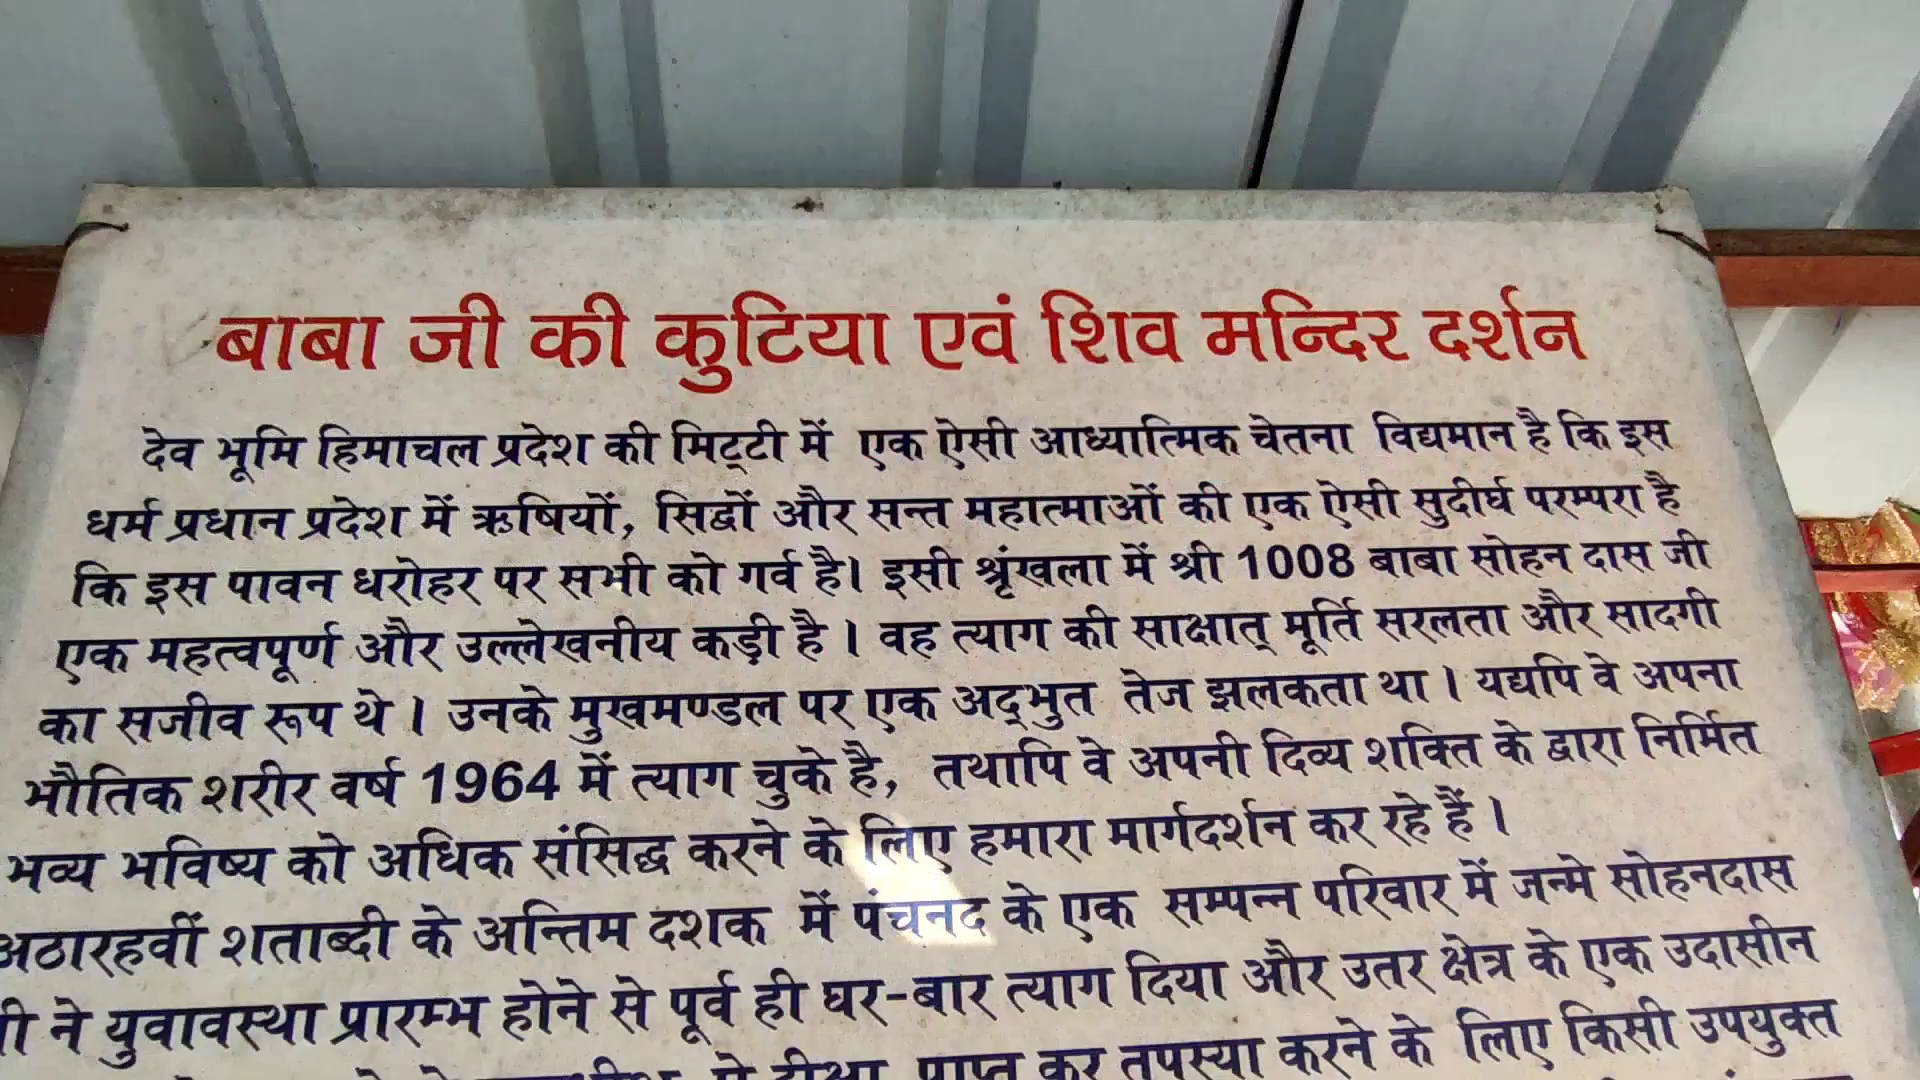 बाबा जी की कुटिया एवं शिव मन्दिर दर्शन
देव भूमि हिमाचल प्रदेश की मिट्टी में एक ऐसी आध्यात्मिक चेतना विद्यमान है कि इस
धर्म प्रधान प्रदेश में ऋषियों, सिद्वों और सन्त महात्माओं की एक ऐसी सुदीर्घ परम्परा है
कि इस पावन धरोहर पर सभी को गर्व है। इसी श्रृंखला में श्री 1008 बाबा सोहन दास जी
एक महत्वपूर्ण और उल्लेखनीय कड़ी है । वह त्याग की साक्षात् मूर्ति सरलता और सादगी
का सजीव रूप थे । उनके मुखमण्डल पर एक अद्भुत तेज झलकता था । यद्यपि वे अपना
भौतिक शरीर वर्ष 1964 में त्याग चुके है, तथापि वे अपनी दिव्य शक्ति के द्वारा निर्मित
भव्य भविष्य को अधिक संसिद्ध करने के लिए हमारा मार्गदर्शन कर रहे हैं ।
अठारहवीं शताब्दी के अन्तिम दशक में पंचनद के एक सम्पन्न परिवार में जन्मे सोहनदास
ने युवावस्था प्रारम्भ होने से पूर्व ही घर-बार त्याग दिया और उतर क्षेत्र के एक उदासीन
प्राप्त कर तपस्या करने के लिए किसी उपयुक्त